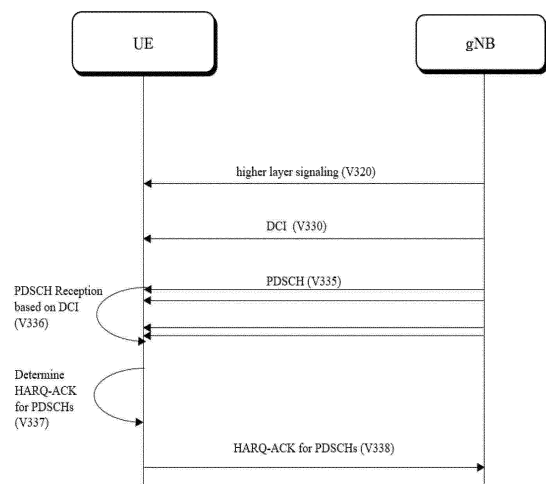 UE
gNB
higher layer signaling (V320)
DCI (V330)
PDSCH (V335)
PDSCH Reception
based on DCI
(V336)
Determine
HARQ-ACK
for PDSCHs
(V337)
HARQ-ACK for PDSCHs (V338)